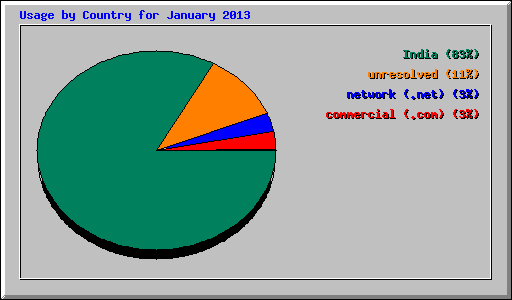 Usage by Country for January 2013
India (83%)
unresolved (11%)
network (.net) (3%)
commercial (.com) (3%)